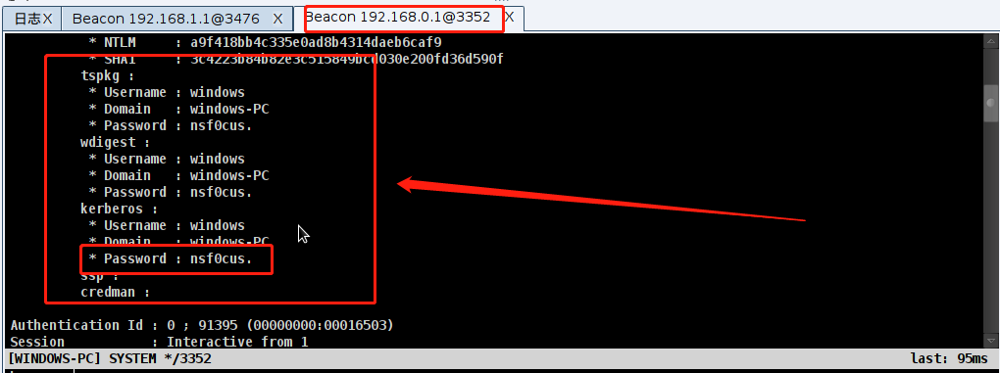 日志X Beacon 192.168.1.1@3476 X Beacon 192.168.0.1@3352 X
* NTLM : a9f418bb4c335e0ad8b4314daeb6caf9
* SHA1 : 3c4223b84b82e3c515849bcd030e200fd36d590f
tspkg :
* Username : windows
* Domain : windows-PC
* Password : nsf0cus.
wdigest :
* Username : windows
* Domain : windows-PC
* Password : nsf0cus.
kerberos :
* Username : windows
* Domain : windows-PC
* Password : nsf0cus.
ssp :
credman :
Authentication Id : 0 ; 91395 (00000000:00016503)
Session : Interactive from 1
[WINDOWS-PC] SYSTEM */3352 last: 95ms